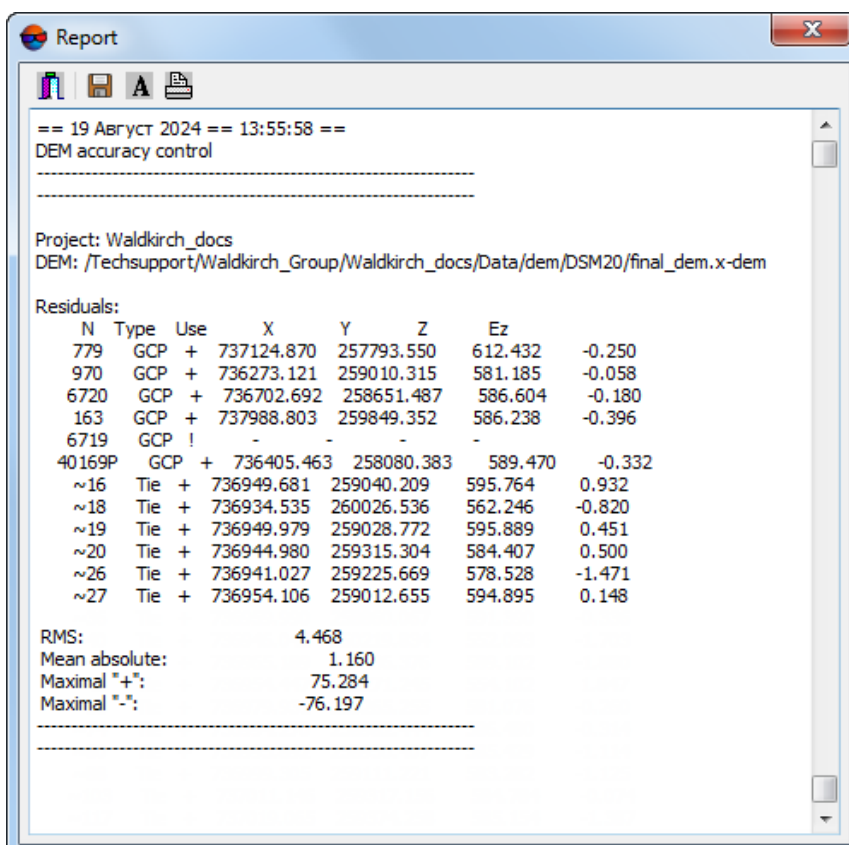 Report
== 19 Август 2024 == 13:55:58 ==
DEM accuracy control
----------------------------------------------------------------
----------------------------------------------------------------
Project: Waldkirch_docs
DEM: /Techsupport/Waldkirch_Group/Waldkirch_docs/Data/dem/DSM20/final_dem.x-dem
Residuals:
N Type Use X Y Z Ez
779 GCP + 737124.870 257793.550 612.432 -0.250
970 GCP + 736273.121 259010.315 581.185 -0.058
6720 GCP + 736702.692 258651.487 586.604 -0.180
163 GCP + 737988.803 259849.352 586.238 -0.396
6719 GCP ! - - - -
40169P GCP + 736405.463 258080.383 589.470 -0.332
~16 Tie + 736949.681 259040.209 595.764 0.932
~18 Tie + 736934.535 260026.536 562.246 -0.820
~19 Tie + 736949.979 259028.772 595.889 0.451
~20 Tie + 736944.980 259315.304 584.407 0.500
~26 Tie + 736941.027 259225.669 578.528 -1.471
~27 Tie + 736954.106 259012.655 594.895 0.148
RMS: 4.468
Mean absolute: 1.160
Maximal "+": 75.284
Maximal "-": -76.197
----------------------------------------------------------------
----------------------------------------------------------------